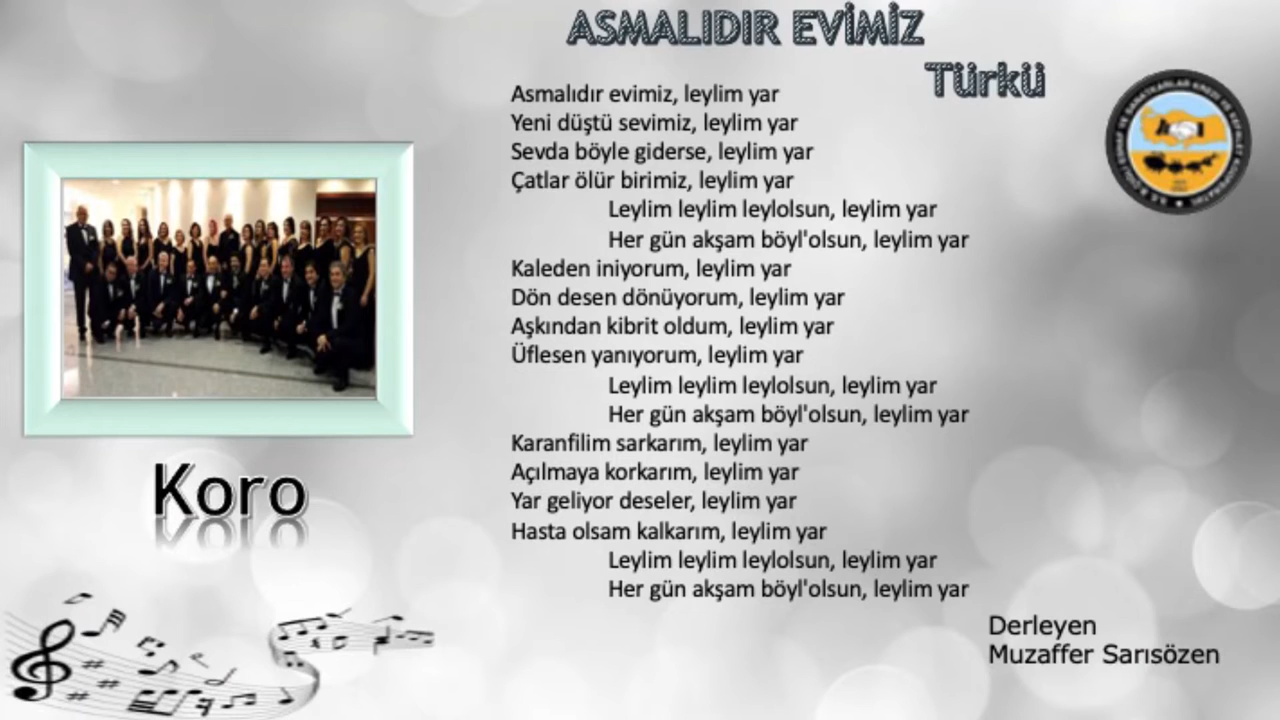 ASMALIDIR EVİMİZ
Türkü
Asmalıdır evimiz, leylim yar
Yeni düştü sevimiz, leylim yar
Sevda böyle giderse, leylim yar
Çatlar ölür birimiz, leylim yar
Leylim leylim leylolsun, leylim yar
Her gün akşam böyl'olsun, leylim yar
Kaleden iniyorum, leylim yar
Dön desen dönüyorum, leylim yar
Aşkından kibrit oldum, leylim yar
Üflesen yanıyorum, leylim yar
Leylim leylim leylolsun, leylim yar
Her gün akşam böyl'olsun, leylim yar
Karanfilim sarkarım, leylim yar
Açılmaya korkarım, leylim yar
Yar geliyor deseler, leylim yar
Hasta olsam kalkarım, leylim yar
Leylim leylim leylolsun, leylim yar
Her gün akşam böyl'olsun, leylim yar
Koro
Derleyen
Muzaffer Sarısözen